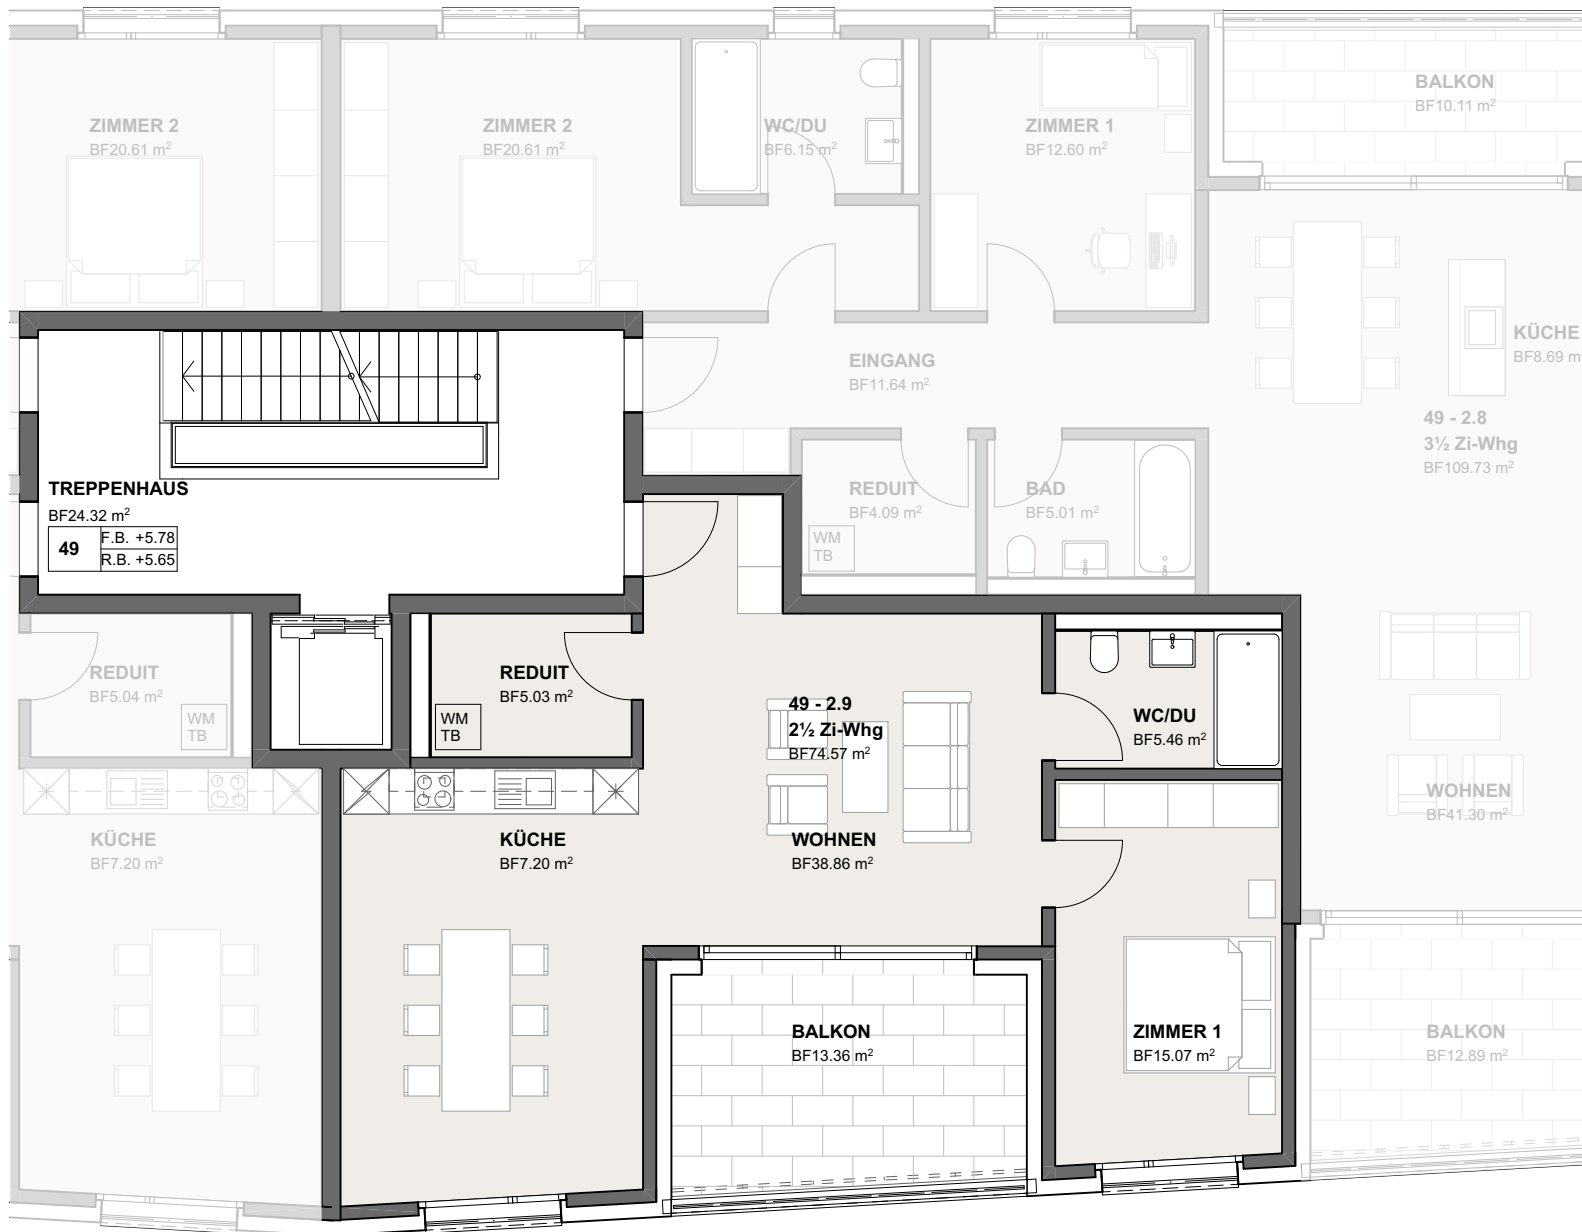 BALKON
BF10.11 m²
ZIMMER 2
BF20.61 m²
ZIMMER 2
BF20.61 m²
WC/DU
BF6.15 m²
ZIMMER 1
BF12.60 m²
KÜCHE
BF8.69 m
EINGANG
BF11.64 m²
49 - 2.8
3½ Zi-Whg
BF109.73 m²
TREPPENHAUS
BF24.32 m²
49
F.B. +5.78
R.B. +5.65
REDUIT
BF4.09 m²
WM
TB
BAD
BF5.01 m²
REDUIT
BF5.04 m²
WM
TB
REDUIT
BF5.03 m²
WM
TB
49 - 2.9
2½ Zi-Whg
BF74.57 m²
WC/DU
BF5.46 m²
WOHNEN
BF41.30 m²
KÜCHE
BF7.20 m²
KÜCHE
BF7.20 m²
WOHNEN
BF38.86 m²
BALKON
BF13.36 m²
ZIMMER 1
BF15.07 m²
BALKON
BF12.89 m²